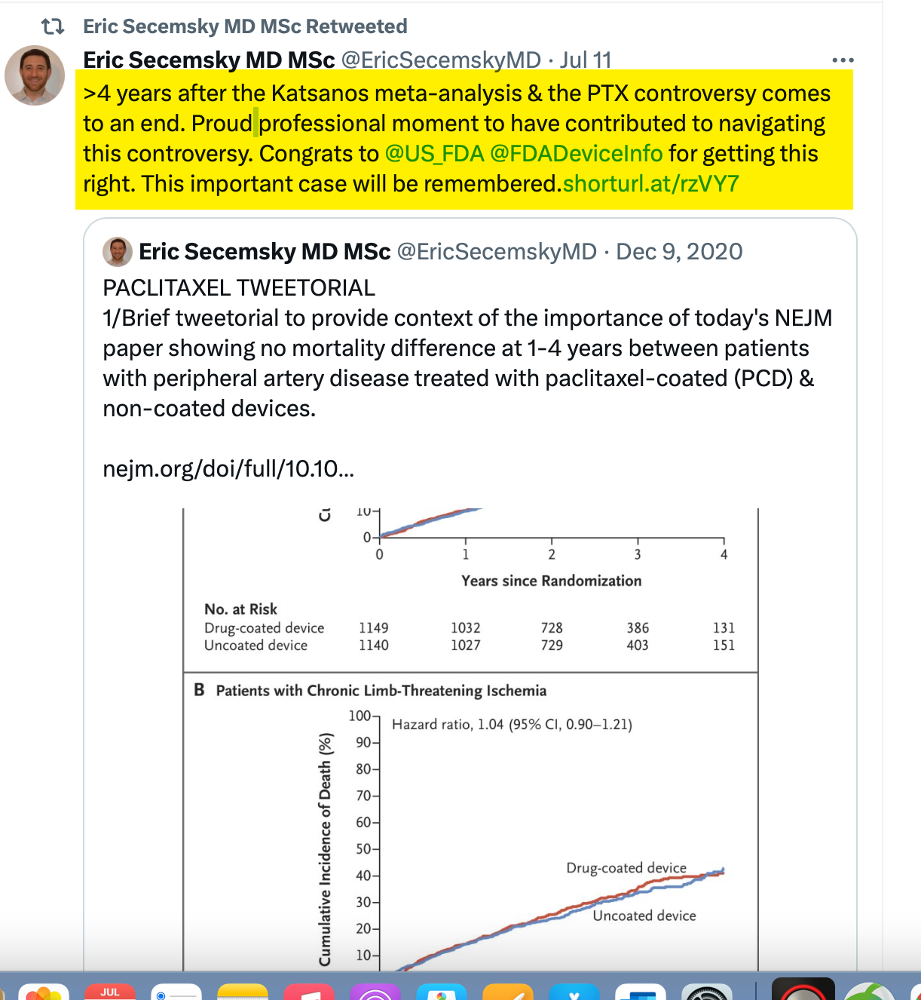 Eric Secemsky MD MSc Retweeted
Eric Secemsky MD MSc @EricSecemskyMD · Jul 11
>4 years after the Katsanos meta-analysis & the PTX controversy comes
to an end. Proud professional moment to have contributed to navigating
this controversy. Congrats to @US_FDA @FDADeviceInfo for getting this
right. This important case will be remembered.shorturl.at/rzVY7
Eric Secemsky MD MSc @EricSecemskyMD · Dec 9, 2020
PACLITAXEL TWEETORIAL
1/Brief tweetorial to provide context of the importance of today's NEJM
paper showing no mortality difference at 1-4 years between patients
with peripheral artery disease treated with paclitaxel-coated (PCD) &
non-coated devices.
nejm.org/doi/full/10.10...
10
0
0 1 2 3 4
Years since Randomization
No. at Risk
Drug-coated device 1149 1032 728 386 131
Uncoated device 1140 1027 729 403 151
B Patients with Chronic Limb-Threatening Ischemia
Hazard ratio, 1.04 (95% CI, 0.90–1.21)
Cumulative Incidence of Death (%)
100
90
80
70
60
50
40
30
20
10
Drug-coated device
Uncoated device
JUL